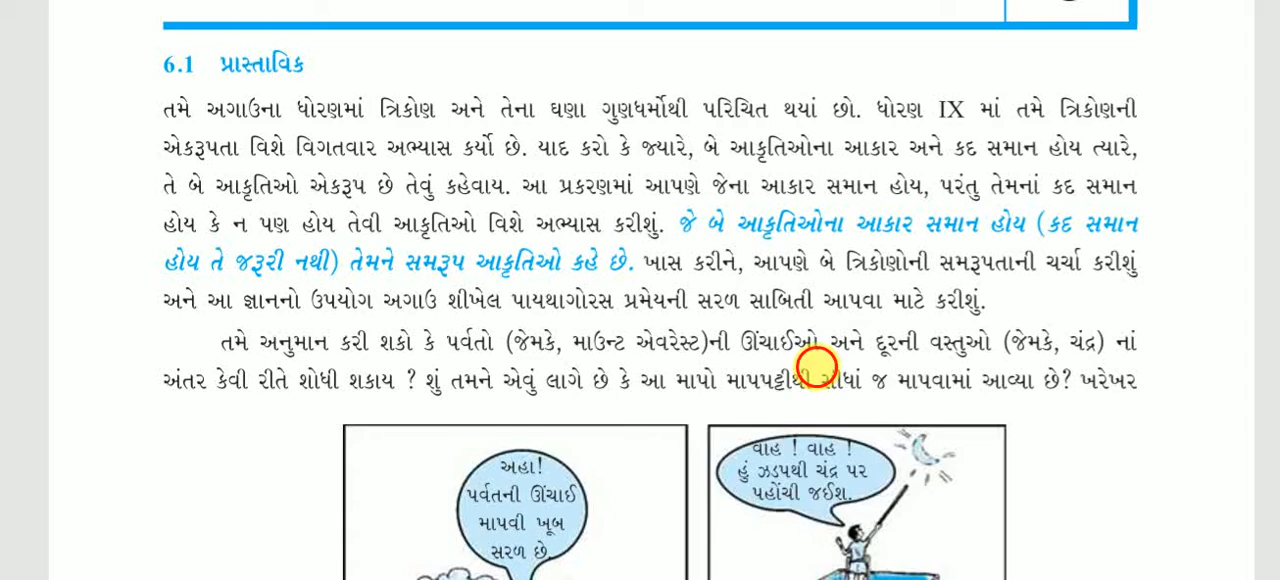 6.1 પ્રાસ્તાવિક
તમે અગાઉના ધોરણમાં ત્રિકોણ અને તેના ઘણા ગુણધર્મોથી પરિચિત થયાં છો. ધોરણ IX માં તમે ત્રિકોણની
એકરૂપતા વિશે વિગતવાર અભ્યાસ કર્યો છે. યાદ કરો કે જ્યારે, બે આકૃતિઓના આકાર અને કદ સમાન હોય ત્યારે,
તે બે આકૃતિઓ એકરૂપ છે તેવું કહેવાય. આ પ્રકરણમાં આપણે જેના આકાર સમાન હોય, પરંતુ તેમનાં કદ સમાન
હોય કે ન પણ હોય તેવી આકૃતિઓ વિશે અભ્યાસ કરીશું. જે બે આકૃતિઓના આકાર સમાન હોય (કદ સમાન
હોય તે જરૂરી નથી) તેમને સમરૂપ આકૃતિઓ કહે છે. ખાસ કરીને, આપણે બે ત્રિકોણોની સમરૂપતાની ચર્ચા કરીશું
અને આ જ્ઞાનનો ઉપયોગ અગાઉ શીખેલ પાયથાગોરસ પ્રમેયની સરળ સાબિતી આપવા માટે કરીશું.
તમે અનુમાન કરી શકો કે પર્વતો (જેમકે, માઉન્ટ એવરેસ્ટ)ની ઊંચાઈઓ અને દૂરની વસ્તુઓ (જેમકે, ચંદ્ર) નાં
અંતર કેવી રીતે શોધી શકાય ? શું તમને એવું લાગે છે કે આ માપો માપપટ્ટીથી સીધાં જ માપવામાં આવ્યા છે? ખરેખર
અહા!
પર્વતની ઊંચાઈ
માપવી ખૂબ
સરળ છે.
વાહ ! વાહ !
હું ઝડપથી ચંદ્ર પર
પહોંચી જઈશ.